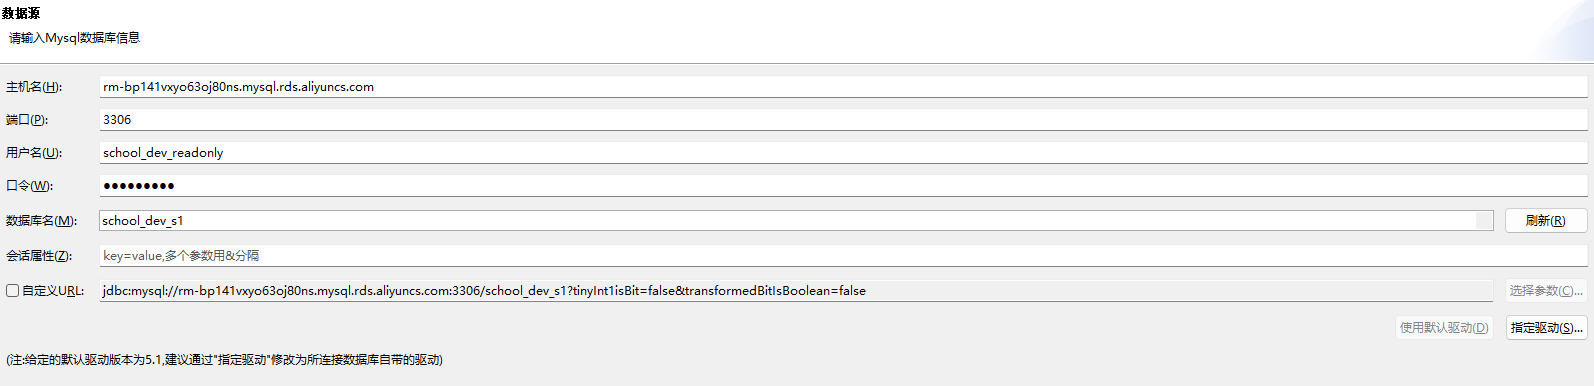 数据源
请输入Mysql数据库信息
主机名(H): rm-bp141vxyo63oj80ns.mysql.rds.aliyuncs.com
端口(P): 3306
用户名(U): school_dev_readonly
口令(W): ●●●●●●●●●
数据库名(M): school_dev_s1 刷新(R)
会话属性(Z): key=value,多个参数用&分隔
自定义URL: jdbc:mysql://rm-bp141vxyo63oj80ns.mysql.rds.aliyuncs.com:3306/school_dev_s1?tinyInt1isBit=false&transformedBitIsBoolean=false 选择参数(C)...
使用默认驱动(D) 指定驱动(S)...
(注:给定的默认驱动版本为5.1,建议通过"指定驱动"修改为所连接数据库自带的驱动)